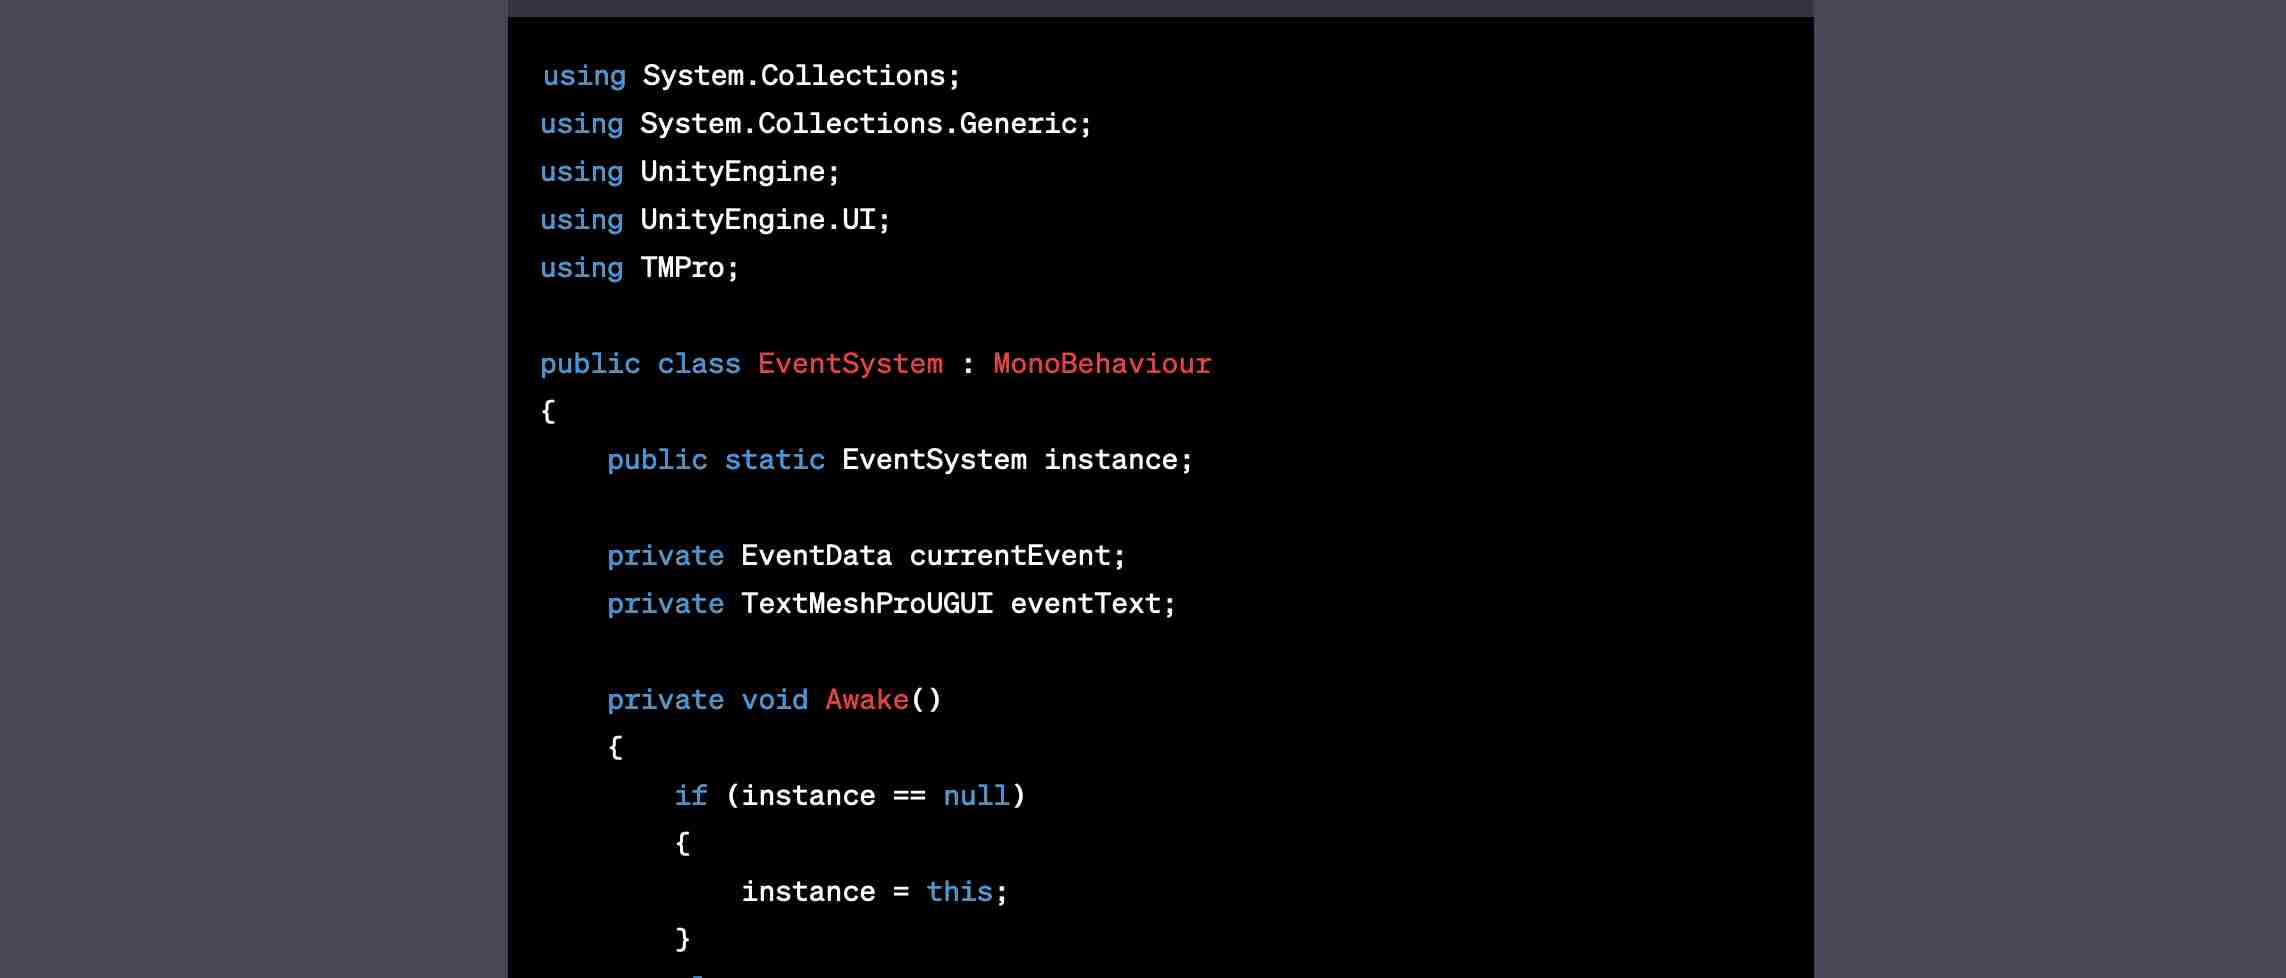 using System.Collections;
using System.Collections.Generic;
using UnityEngine;
using UnityEngine.UI;
using TMPro;
public class EventSystem : MonoBehaviour
{
public static EventSystem instance;
private EventData currentEvent;
private TextMeshProUGUI eventText;
private void Awake()
{
if (instance == null)
{
instance = this;
}